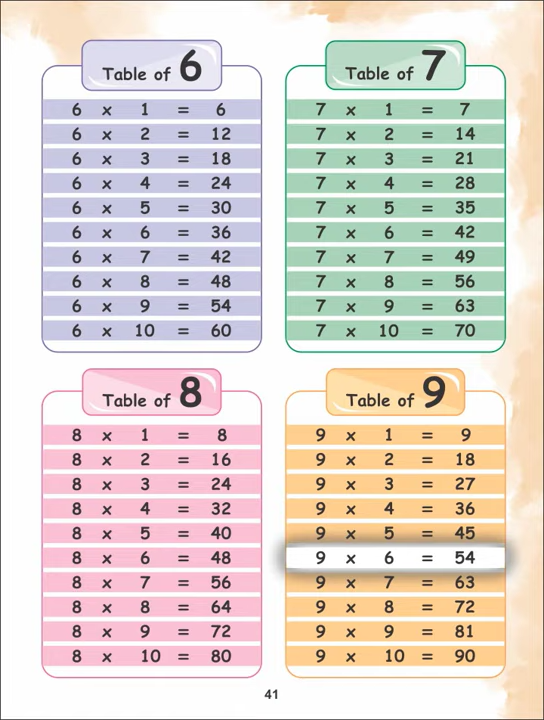 Table of 6
6 x 1 = 6
6 x 2 = 12
6 x 3 = 18
6 x 4 = 24
6 x 5 = 30
6 x 6 = 36
6 x 7 = 42
6 x 8 = 48
6 x 9 = 54
6 x 10 = 60
Table of 7
7 x 1 = 7
7 x 2 = 14
7 x 3 = 21
7 x 4 = 28
7 x 5 = 35
7 x 6 = 42
7 x 7 = 49
7 x 8 = 56
7 x 9 = 63
7 x 10 = 70
Table of 8
8 x 1 = 8
8 x 2 = 16
8 x 3 = 24
8 x 4 = 32
8 x 5 = 40
8 x 6 = 48
8 x 7 = 56
8 x 8 = 64
8 x 9 = 72
8 x 10 = 80
Table of 9
9 x 1 = 9
9 x 2 = 18
9 x 3 = 27
9 x 4 = 36
9 x 5 = 45
9 x 6 = 54
9 x 7 = 63
9 x 8 = 72
9 x 9 = 81
9 x 10 = 90
41